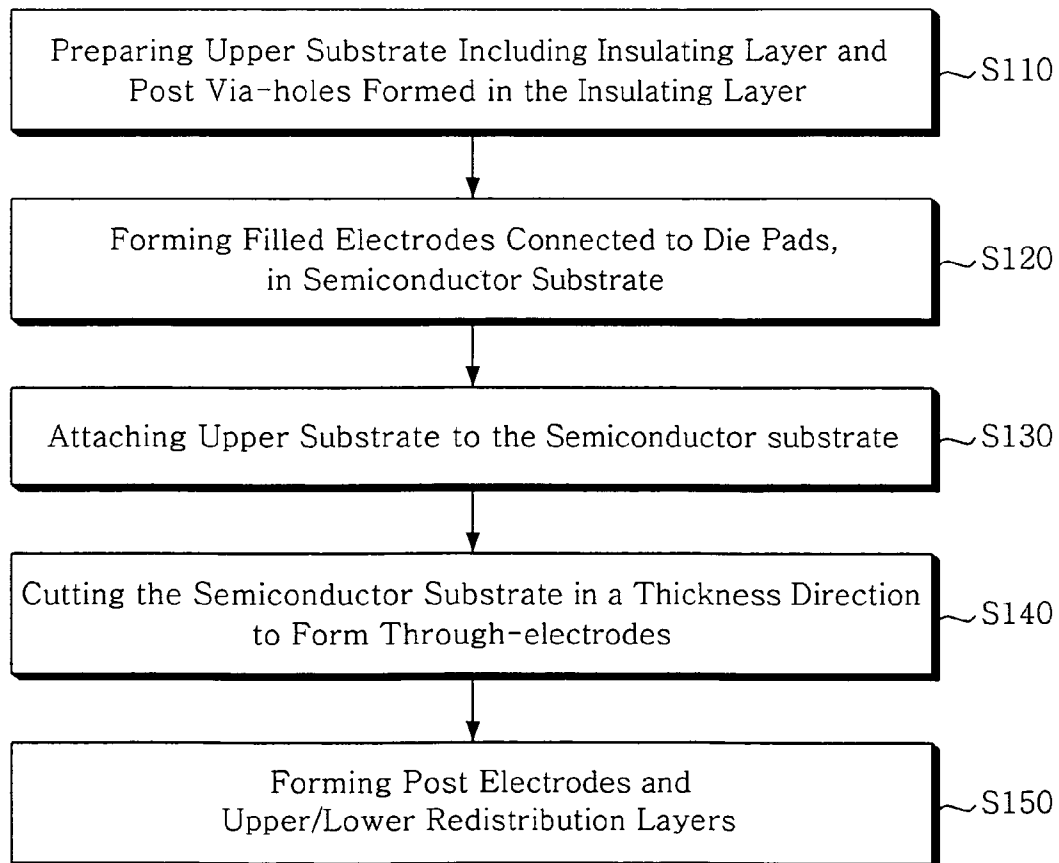 Preparing Upper Substrate Including Insulating Layer and
Post Via-holes Formed in the Insulating Layer
S110
Forming Filled Electrodes Connected to Die Pads,
in Semiconductor Substrate
S120
Attaching Upper Substrate to the Semiconductor substrate
S130
Cutting the Semiconductor Substrate in a Thickness Direction
to Form Through-electrodes
S140
Forming Post Electrodes and
Upper/Lower Redistribution Layers
S150